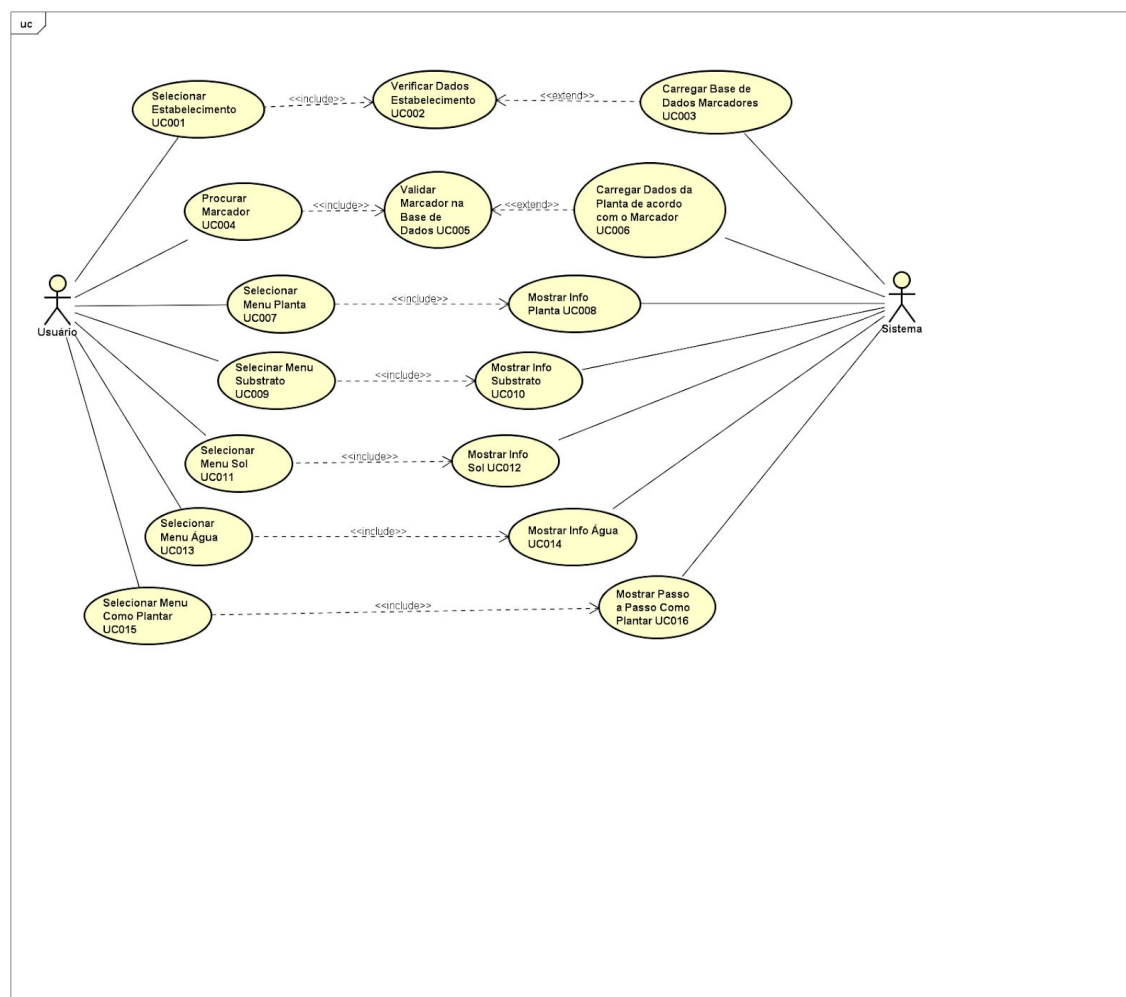 uc
Selecionar
Estabelecimento
UC001
<<include>>
Verificar Dados
Estabelecimento
UC002
<<extend>>
Carregar Base de
Dados Marcadores
UC003
Procurar
Marcador
UC004
<<include>>
Validar
Marcador na
Base de
Dados UC005
<<extend>>
Carregar Dados da
Planta de acordo
com o Marcador
UC006
Usuário
Sistema
Selecionar
Menu Planta
UC007
<<include>>
Mostrar Info
Planta UC008
Selecinar Menu
Substrato
UC009
<<include>>
Mostrar Info
Substrato
UC010
Selecionar
Menu Sol
UC011
<<include>>
Mostrar Info
Sol UC012
Selecionar
Menu Água
UC013
<<include>>
Mostrar Info Água
UC014
Selecionar Menu
Como Plantar
UC015
<<include>>
Mostrar Passo
a Passo Como
Plantar UC016